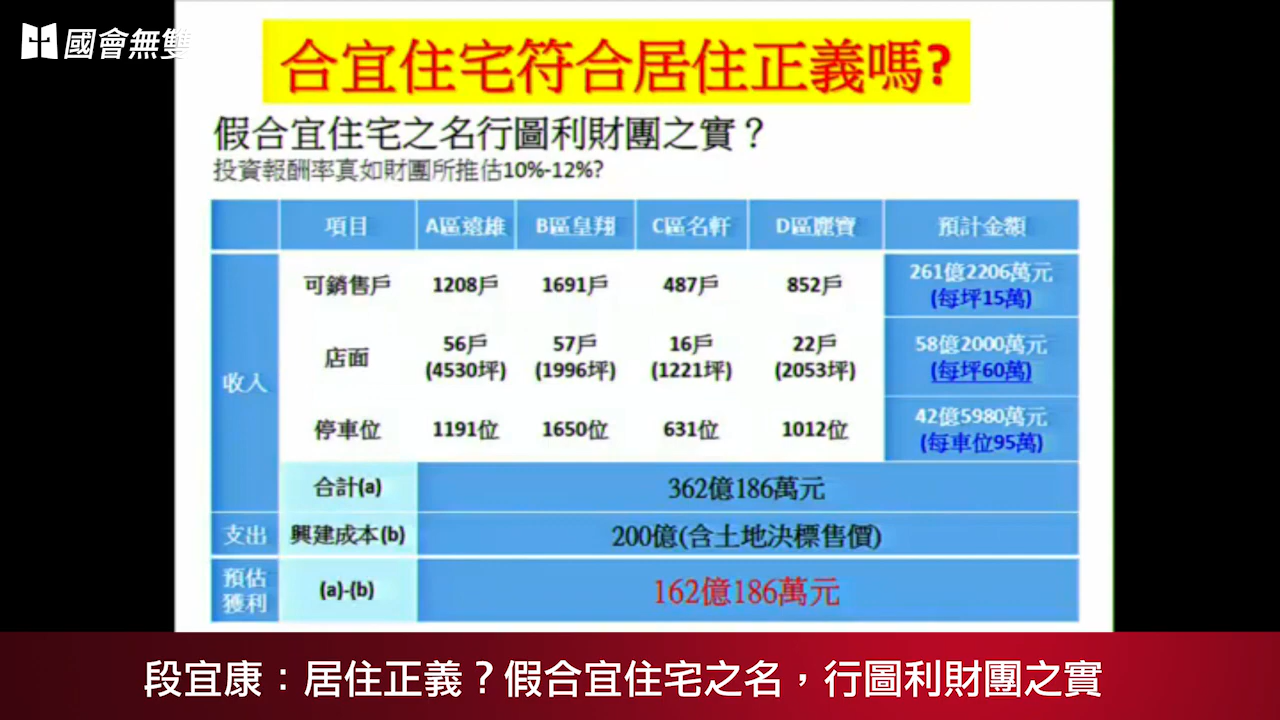 國會無雙
合宜住宅符合居住正義嗎?
假合宜住宅之名行圖利財團之實？
投資報酬率真如財團所推估10%-12%?
項目 A區遠雄 B區皇翔 C區名軒 D區麗寶 預計金額
收入
可銷售戶 1208戶 1691戶 487戶 852戶 261億2206萬元
(每坪15萬)
店面 56戶 57戶 16戶 22戶 58億2000萬元
(4530坪) (1996坪) (1221坪) (2053坪) (每坪60萬)
停車位 1191位 1650位 631位 1012位 42億5980萬元
(每車位95萬)
合計(a) 362億186萬元
支出 興建成本(b) 200億(含土地決標售價)
預估
獲利 (a)-(b) 162億186萬元
段宜康：居住正義？假合宜住宅之名，行圖利財團之實